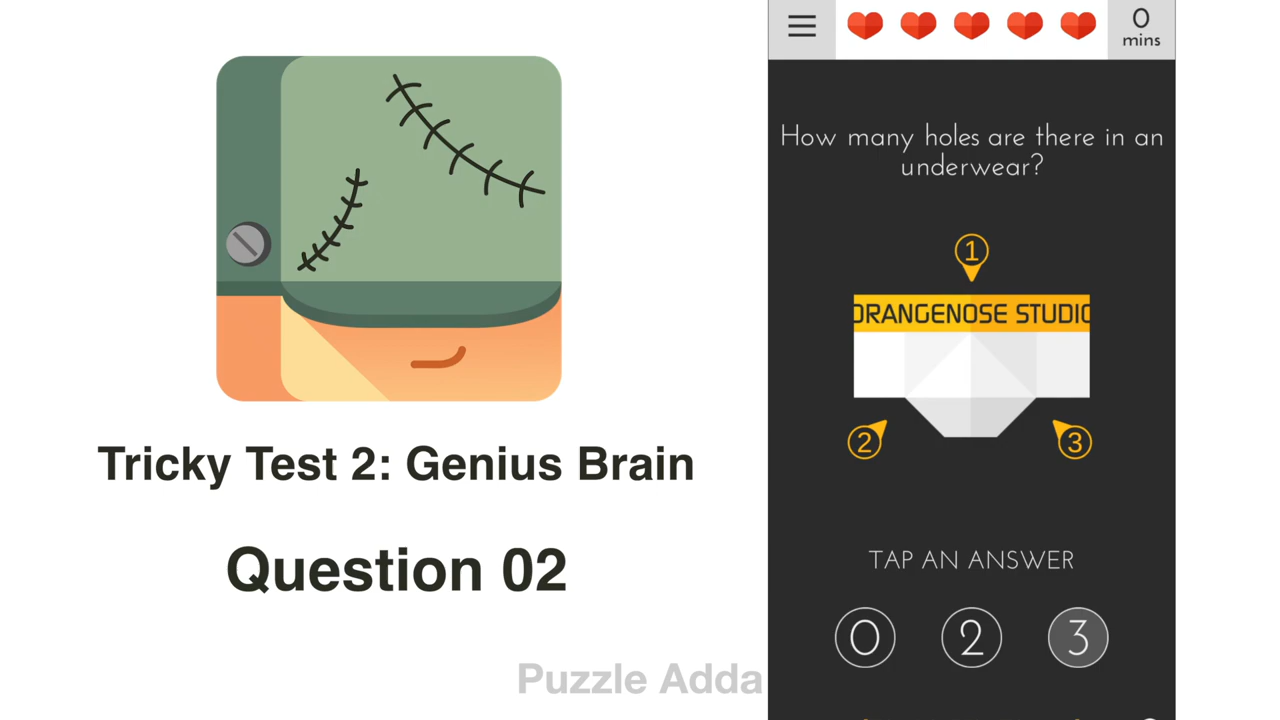 Tricky Test 2: Genius Brain
Question 02
Puzzle Adda
0
mins
How many holes are there in an
underwear?
1
ORANGENOSE STUDIO
2
3
TAP AN ANSWER
0 2 3